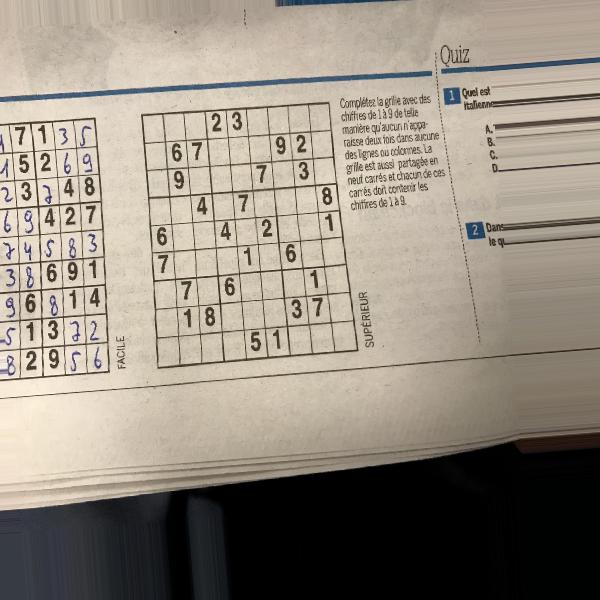 Quiz
7 1 3 5
5 2 6 9
2 3 7 4 8
6 9 4 2 7
7 4 5 8 3
3 8 6 9 1
9 6 8 1 4
5 1 3 7 2
8 2 9 5 6
FACILE
2 3
6 7 9 2
9 7 3
4 7 8
6 4 2 1
7 1 6
7 6 1
1 8 3 7
5 1
SUPÉRIEUR
Complétez la grille avec des
chiffres de 1 à 9 de telle
manière qu'aucun n'appa-
raisse deux fois dans aucune
des lignes ou colonnes. La
grille est aussi partagée en
neuf carrés et chacun de ces
carrés doit contenir les
chiffres de 1 à 9.
1 Quel est
italienne
A.
B.
C.
D.
2 Dans
le